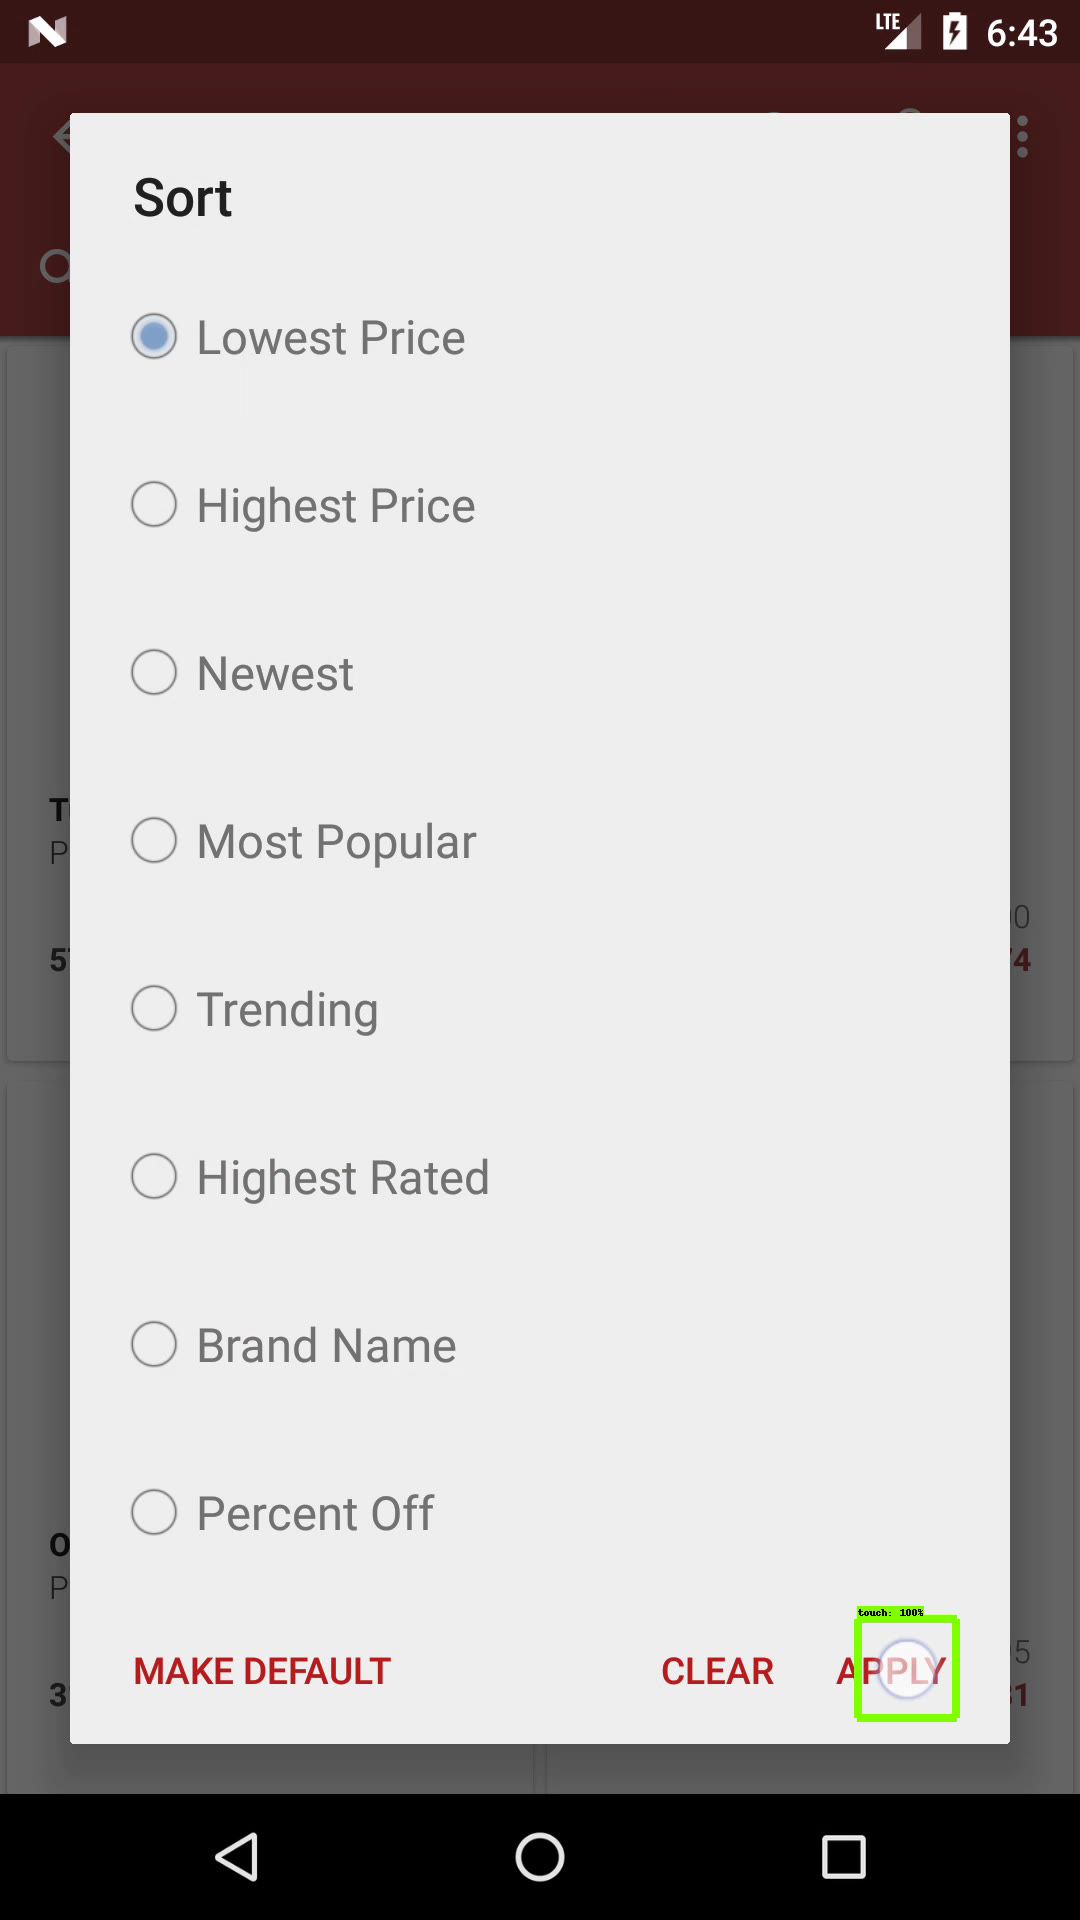 LTE 6:43
Sort
Lowest Price
Highest Price
Newest
Most Popular
Trending
Highest Rated
Brand Name
Percent Off
touch: 100%
MAKE DEFAULT CLEAR APPLY